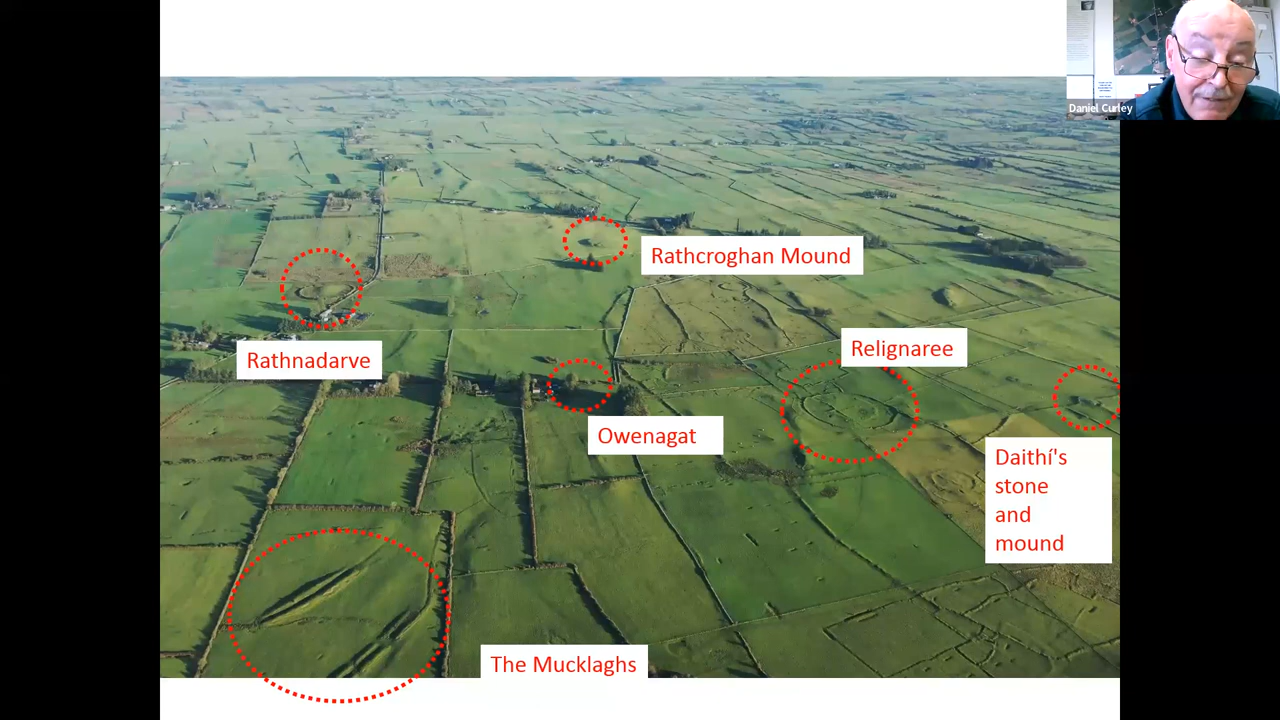 Daniel Curley
Rathcroghan Mound
Relignaree
Rathnadarve
Owenagat
Daithí's
stone
and
mound
The Mucklaghs